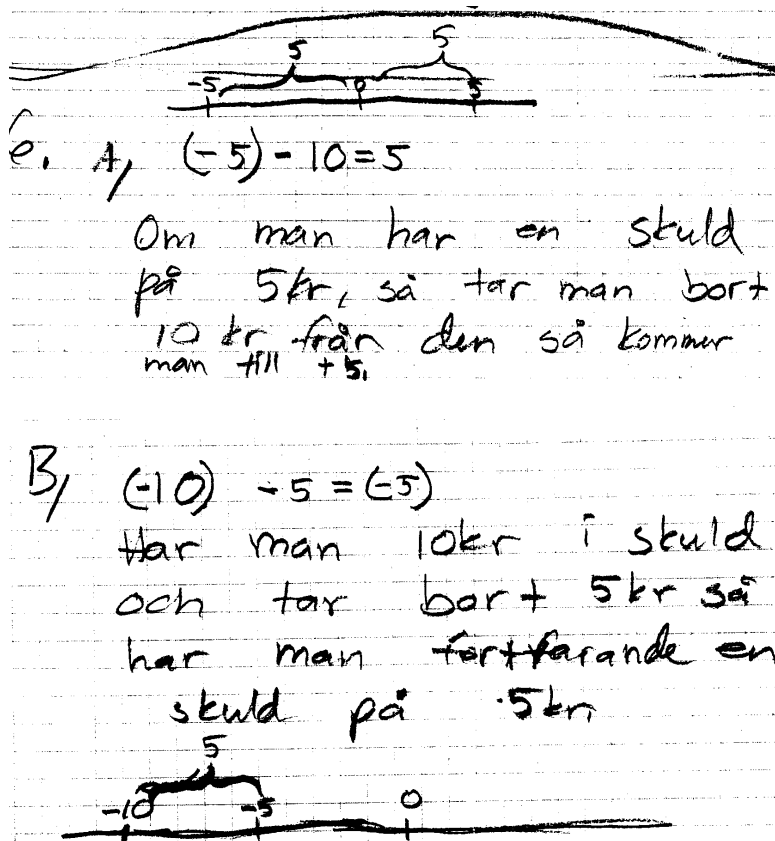 5 5
-5 0 5
6. A, (-5) - 10 = 5
Om man har en skuld
på 5kr, så tar man bort
10 kr från den så kommer
man till + 5.
B, (-10) - 5 = (-5)
Har man 10kr i skuld
och tar bort 5kr så
har man fortfarande en
skuld på 5kr
5
-10 -5 0